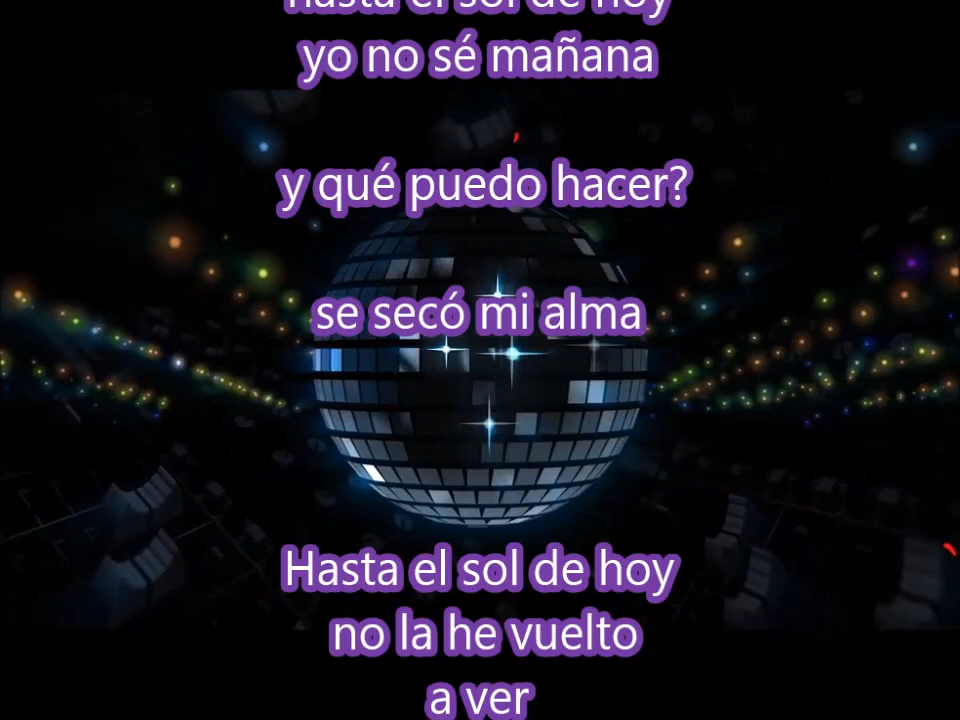 Hasta el sol de hoy
yo no sé mañana
y qué puedo hacer?
se secó mi alma
Hasta el sol de hoy
no la he vuelto
a ver